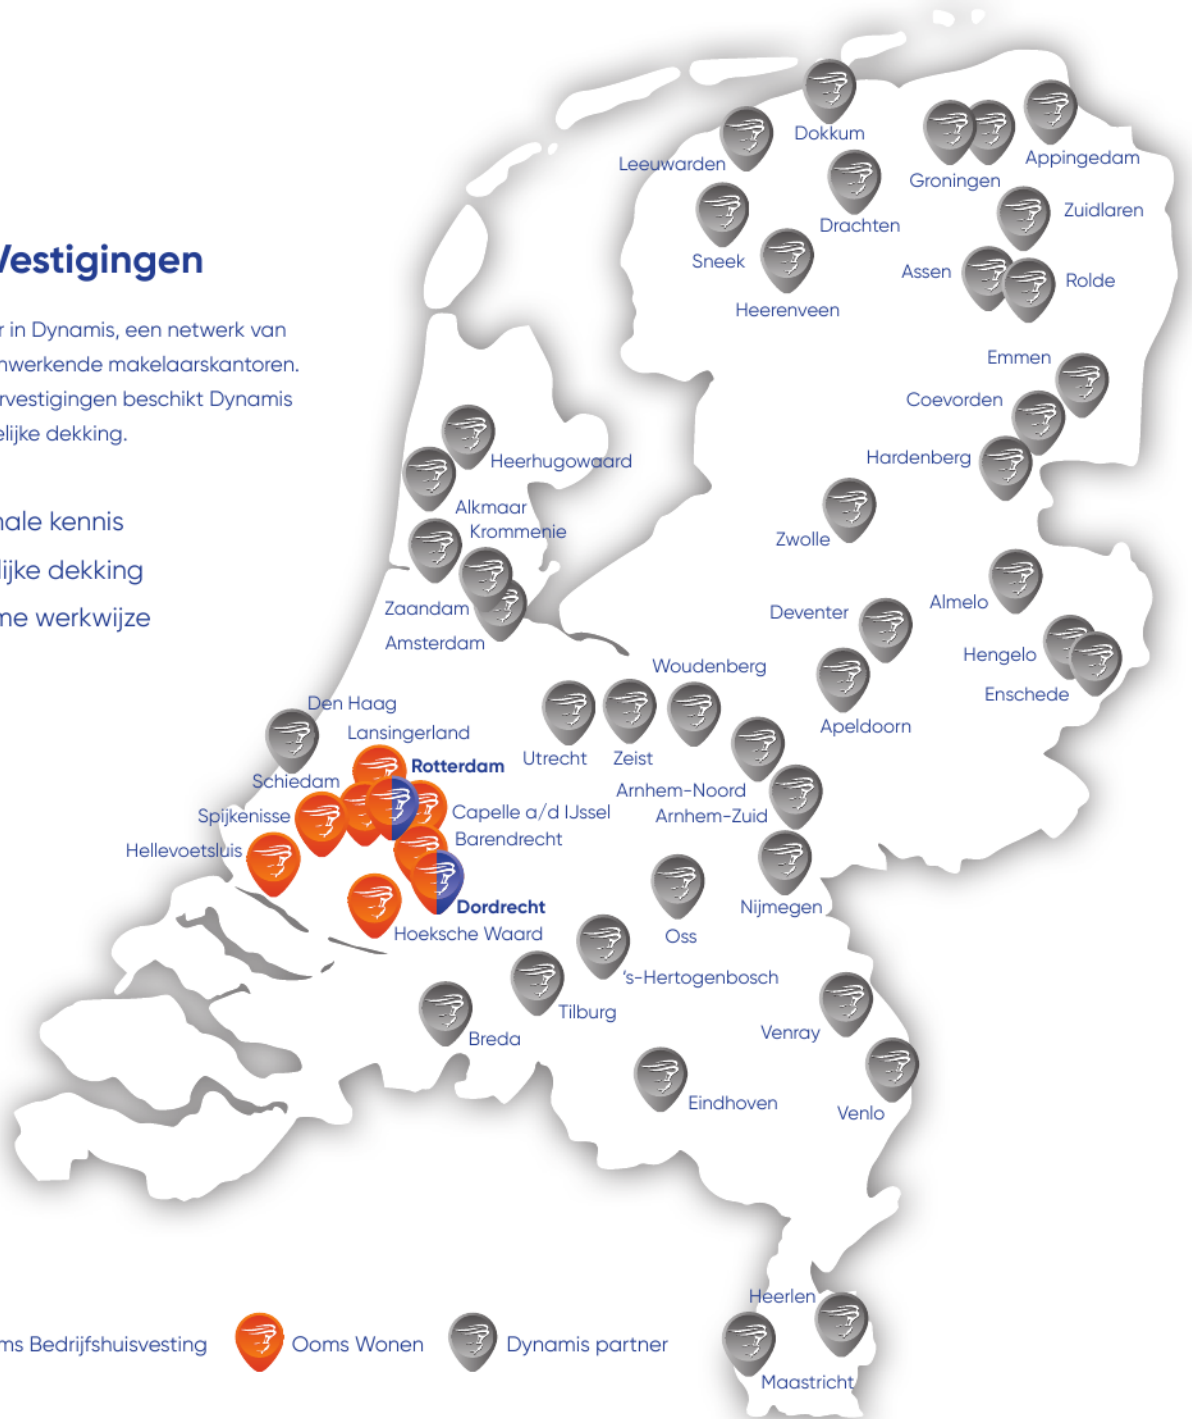 Vestigingen
r in Dynamis, een netwerk van
nwerkende makelaarskantoren.
rvestigingen beschikt Dynamis
elijke dekking.
nale kennis
lijke dekking
me werkwijze
Dokkum
Leeuwarden
Appingedam
Groningen
Zuidlaren
Drachten
Sneek
Assen
Rolde
Heerenveen
Emmen
Coevorden
Hardenberg
Heerhugowaard
Alkmaar
Krommenie
Zwolle
Zaandam
Almelo
Deventer
Amsterdam
Hengelo
Woudenberg
Enschede
Den Haag
Apeldoorn
Lansingerland
Utrecht
Zeist
Rotterdam
Schiedam
Arnhem-Noord
Spijkenisse
Capelle a/d IJssel
Arnhem-Zuid
Barendrecht
Hellevoetsluis
Dordrecht
Nijmegen
Hoeksche Waard
Oss
's-Hertogenbosch
Tilburg
Venray
Breda
Eindhoven
Venlo
Heerlen
ms Bedrijfshuisvesting
Ooms Wonen
Dynamis partner
Maastricht